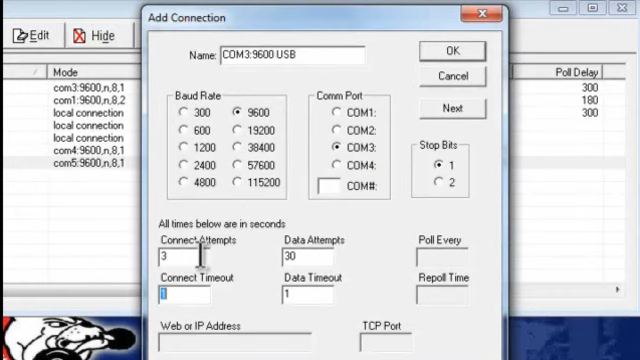 Add Connection
Edit
Hide
Name: COM3:9600 USB
OK
Cancel
Next
Mode
Poll Delay
com3:9600,n,8,1
300
com1:9600,n,8,2
180
local connection
300
local connection
local connection
com4:9600,n,8,1
com5:9600,n,8,1
Baud Rate
300
9600
600
19200
1200
38400
2400
57600
4800
115200
Comm Port
COM1:
COM2:
COM3:
COM4:
COM#:
Stop Bits
1
2
All times below are in seconds
Connect Attempts
Data Attempts
Poll Every
3
30
Connect Timeout
Data Timeout
Repoll Time
1
1
Web or IP Address
TCP Port